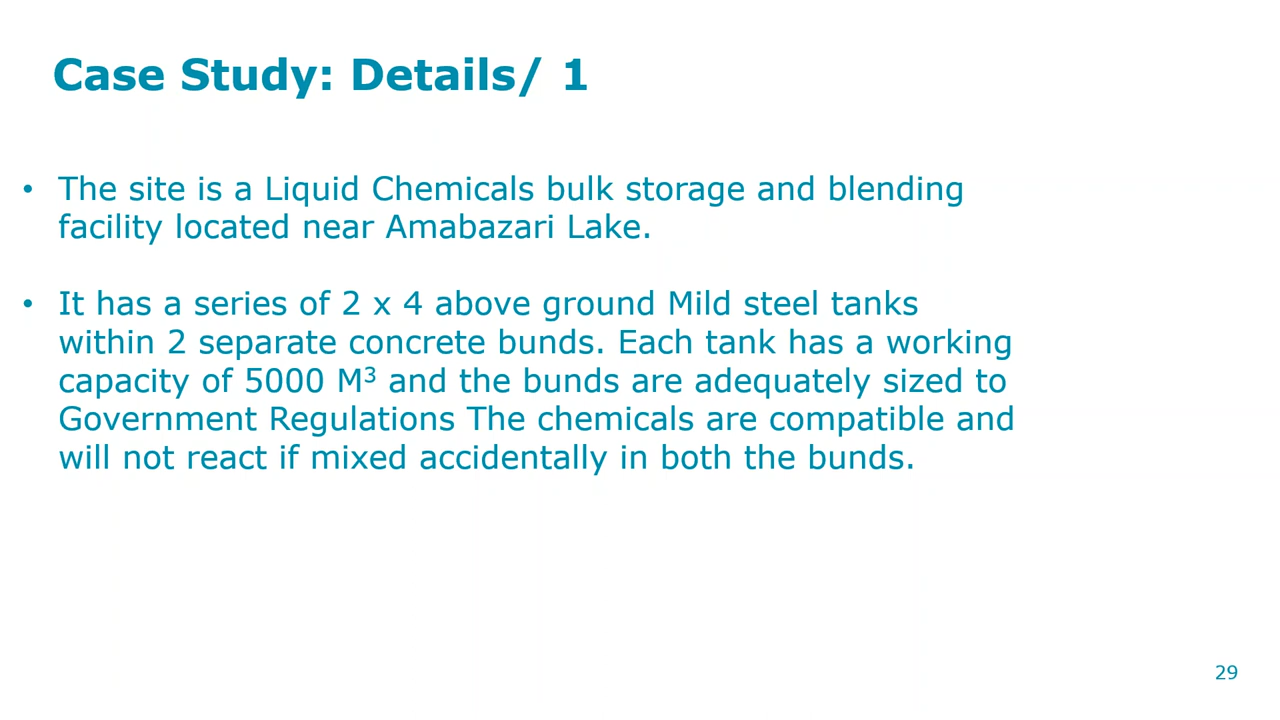 Case Study: Details/ 1
• The site is a Liquid Chemicals bulk storage and blending
facility located near Amabazari Lake.
• It has a series of 2 x 4 above ground Mild steel tanks
within 2 separate concrete bunds. Each tank has a working
capacity of 5000 M³ and the bunds are adequately sized to
Government Regulations The chemicals are compatible and
will not react if mixed accidentally in both the bunds.
29